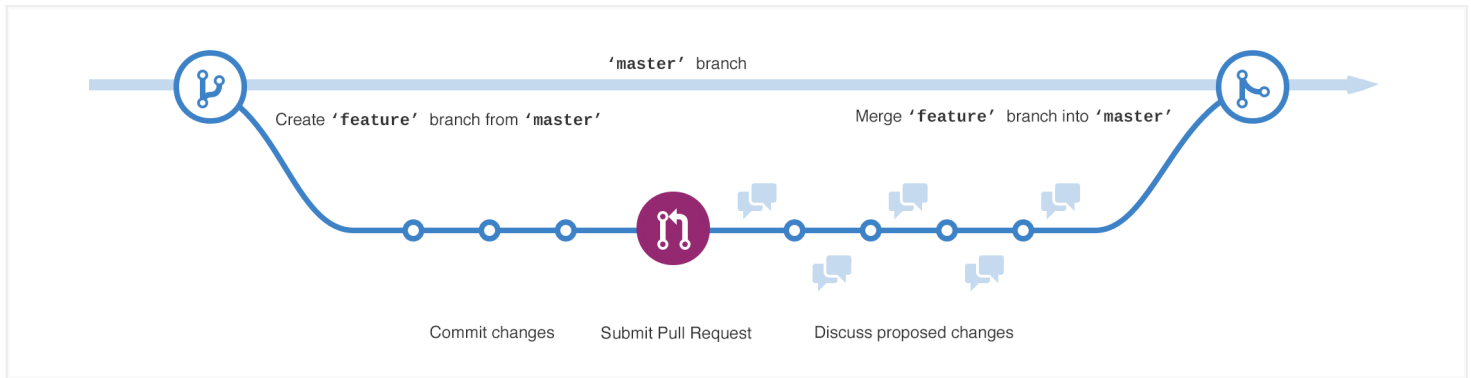 ‘master’ branch
Create ‘feature’ branch from ‘master’
Merge ‘feature’ branch into ‘master’
Commit changes
Submit Pull Request
Discuss proposed changes